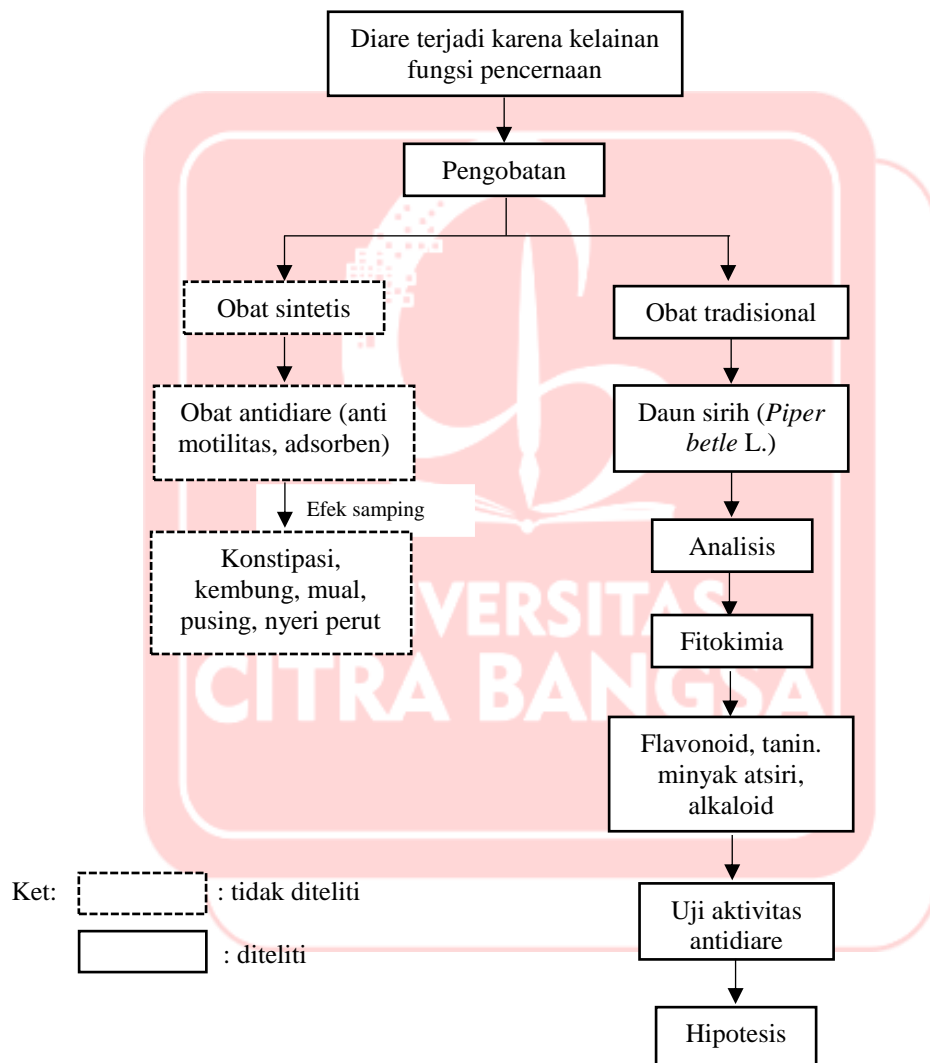 Diare terjadi karena kelainan
fungsi pencernaan
Pengobatan
Obat sintetis
Obat tradisional
Obat antidiare (anti
motilitas, adsorben)
Daun sirih (Piper
betle L.)
Efek samping
Analisis
Konstipasi,
kembung, mual,
pusing, nyeri perut
VERSITAS
Fitokimia
CITRA BANGSA
Flavonoid, tanin.
minyak atsiri,
alkaloid
Ket:
: tidak diteliti
Uji aktivitas
antidiare
: diteliti
Hipotesis